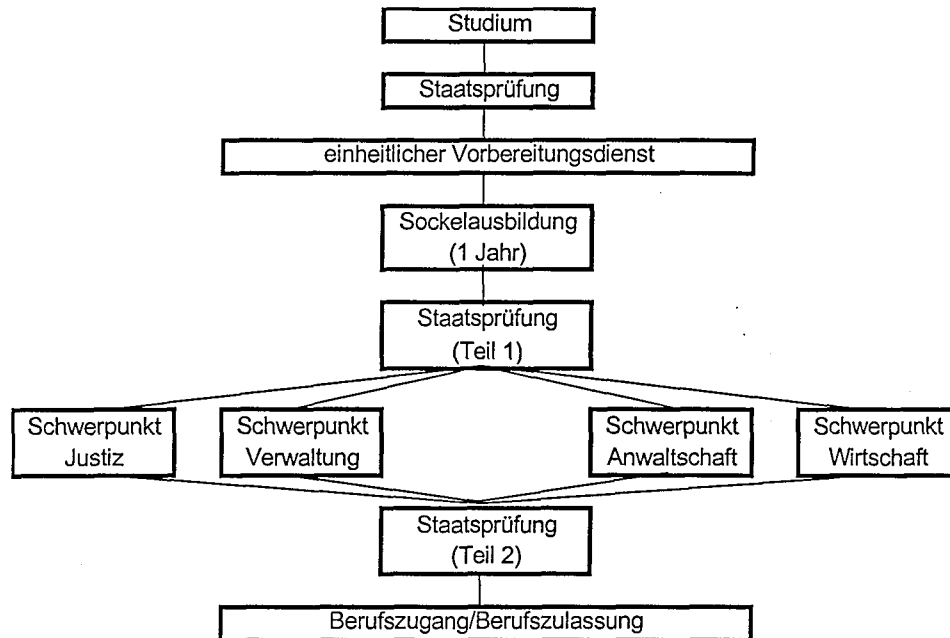 Studium
Staatsprüfung
einheitlicher Vorbereitungsdienst
Sockelausbildung
(1 Jahr)
Staatsprüfung
(Teil 1)
Schwerpunkt
Justiz
Schwerpunkt
Verwaltung
Schwerpunkt
Anwaltschaft
Schwerpunkt
Wirtschaft
Staatsprüfung
(Teil 2)
Berufszugang/Berufszulassung